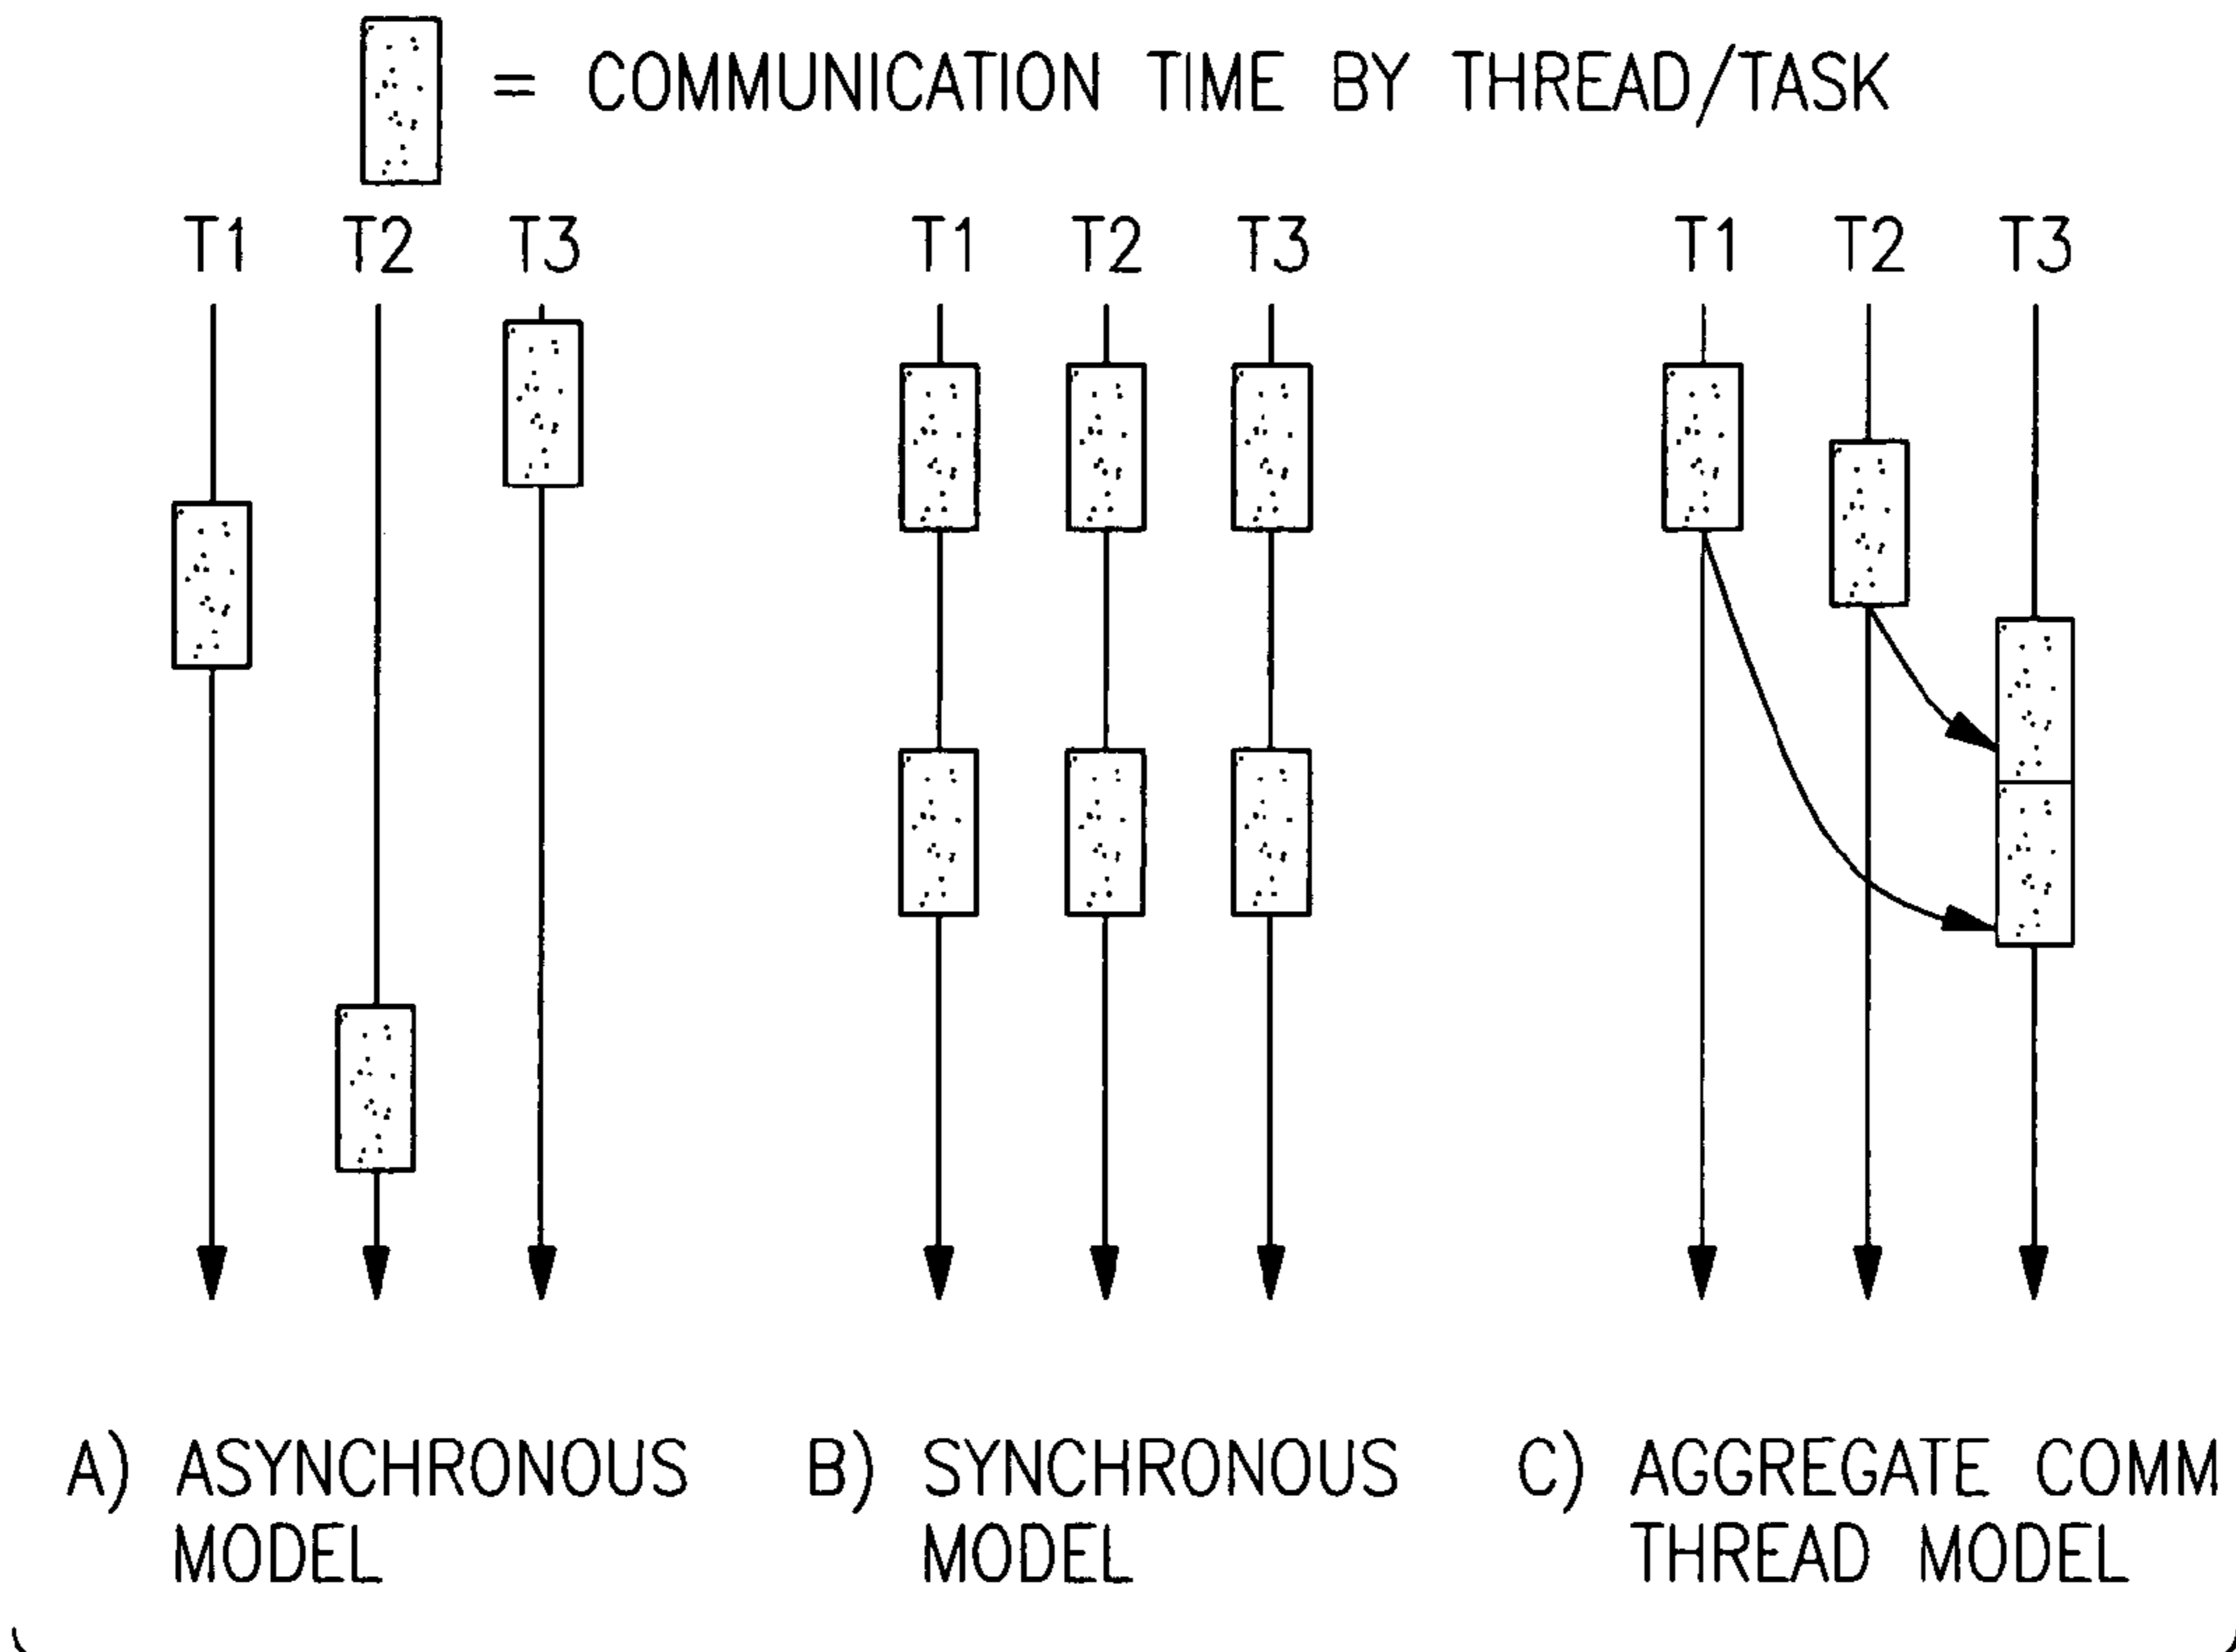 = COMMUNICATION TIME BY THREAD/TASK
T1 T2 T3
T1 T2 T3
T1 T2 T3
A) ASYNCHRONOUS
MODEL
B) SYNCHRONOUS
MODEL
C) AGGREGATE COMM
THREAD MODEL